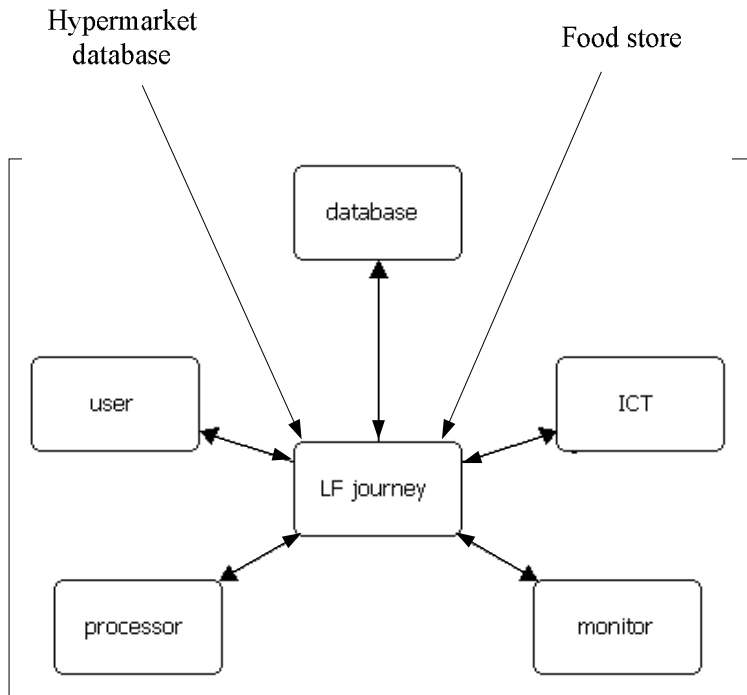 Hypermarket
database
Food store
database
user
ICT
LF journey
processor
monitor